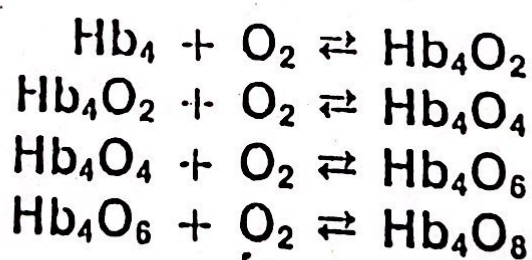 Hb₄ + O₂ ⇄ Hb₄O₂
Hb₄O₂ + O₂ ⇄ Hb₄O₄
Hb₄O₄ + O₂ ⇄ Hb₄O₆
Hb₄O₆ + O₂ ⇄ Hb₄O₈